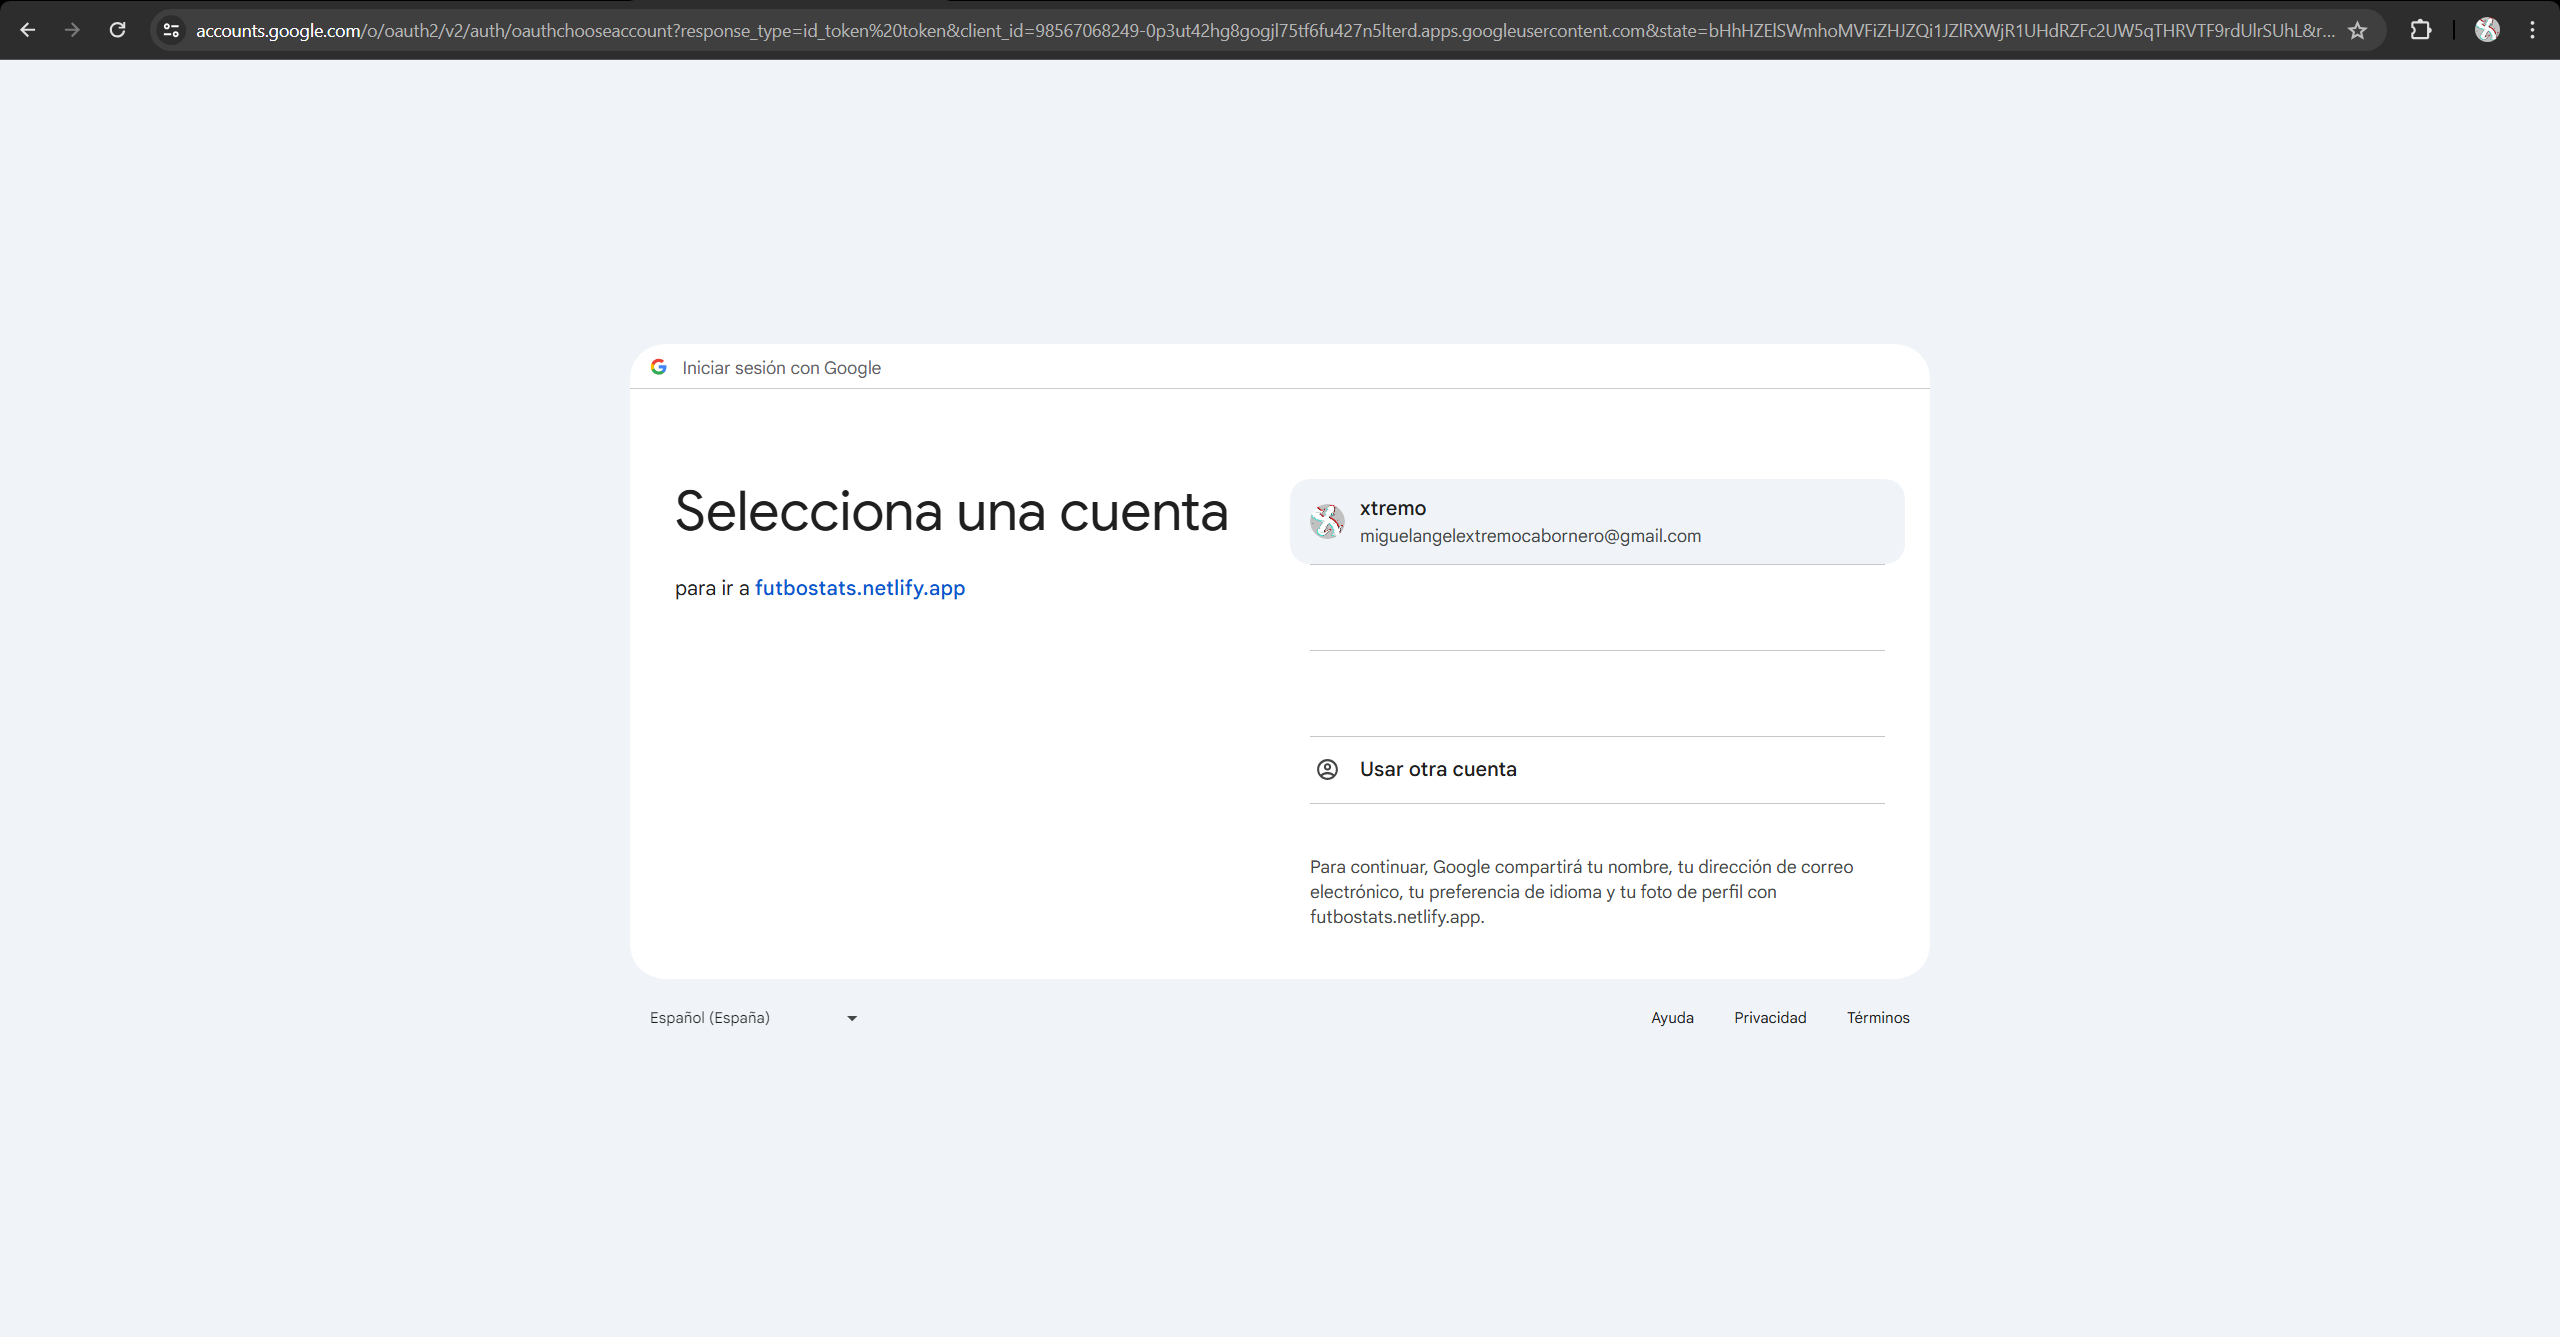 accounts.google.com/o/oauth2/v2/auth/oauthchooseaccount?response_type=id_token%20token&client_id=98567068249-0p3ut42hg8gogjl75tf6fu427n5lterd.apps.googleusercontent.com&state=bHhHZElSWmhoMVFiZHJZQi1JZlRXWjR1UHdRZFc2UW5qTHRVTF9rdUlrSUhL&r...
Iniciar sesión con Google
Selecciona una cuenta
para ir a futbostats.netlify.app
xtremo
miguelangelextremocabornero@gmail.com
Usar otra cuenta
Para continuar, Google compartirá tu nombre, tu dirección de correo
electrónico, tu preferencia de idioma y tu foto de perfil con
futbostats.netlify.app.
Español (España)
Ayuda
Privacidad
Términos